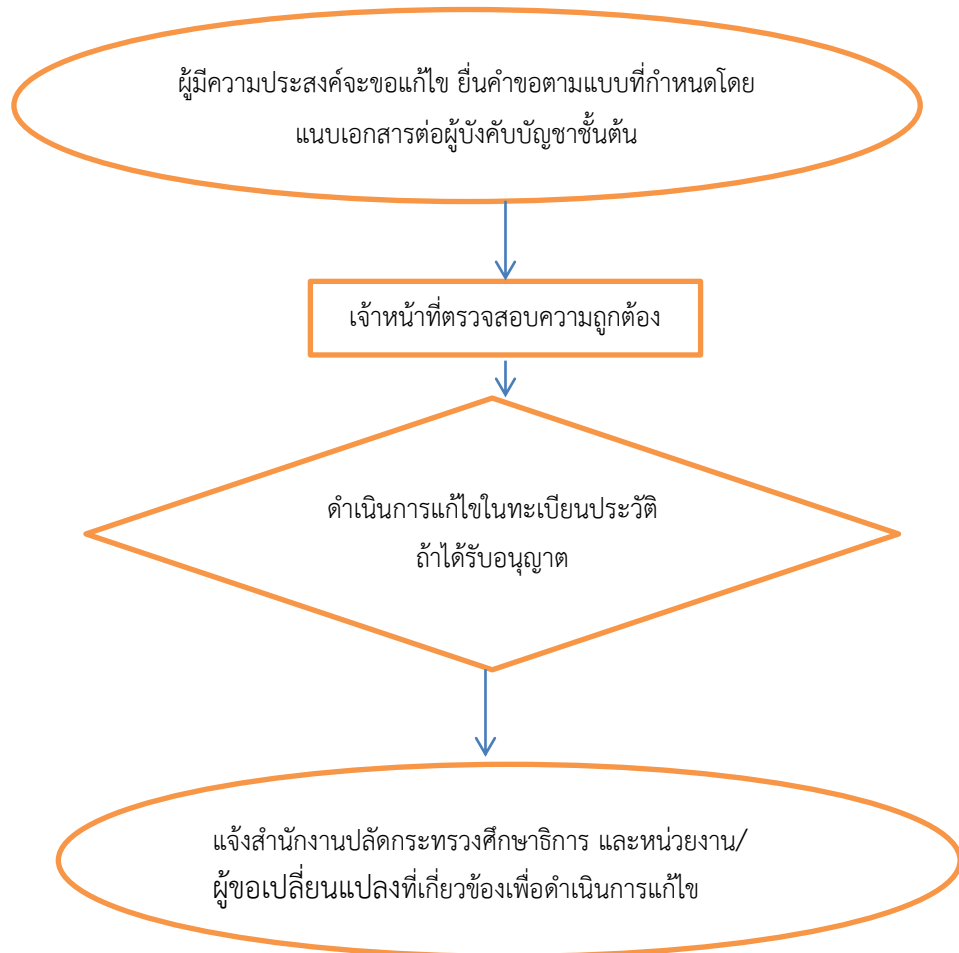 ผู้มีความประสงค์จะขอแก้ไข ยื่นคำขอตามแบบที่กำหนดโดย
แนบเอกสารต่อผู้บังคับบัญชาชั้นต้น
เจ้าหน้าที่ตรวจสอบความถูกต้อง
ดำเนินการแก้ไขในทะเบียนประวัติ
ถ้าได้รับอนุญาต
แจ้งสำนักงานปลัดกระทรวงศึกษาธิการ และหน่วยงาน/
ผู้ขอเปลี่ยนแปลงที่เกี่ยวข้องเพื่อดำเนินการแก้ไข